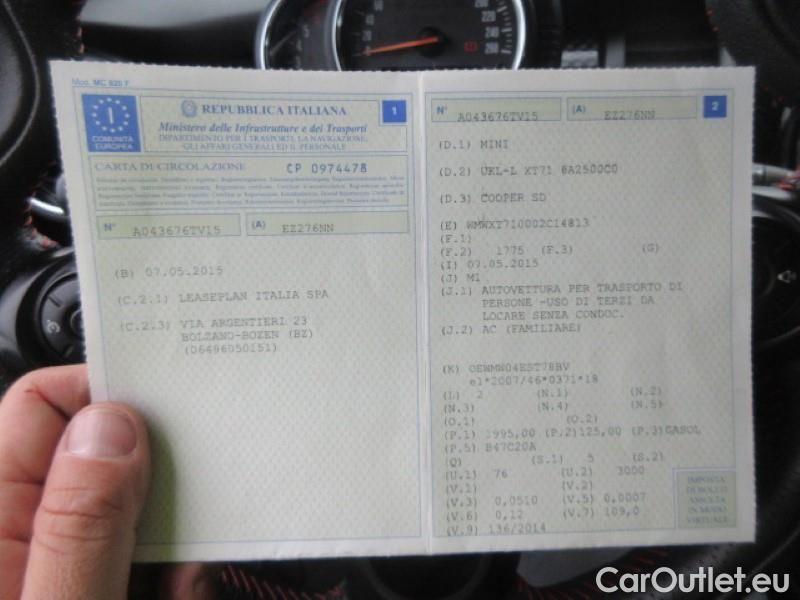 Mod. MC 820 F
I
COMUNITÀ
EUROPEA
REPUBBLICA ITALIANA
1
Ministero delle Infrastrutture e dei Trasporti
DIPARTIMENTO PER I TRASPORTI, LA NAVIGAZIONE,
GLI AFFARI GENERALI ED IL PERSONALE
CARTA DI CIRCOLAZIONE CP 0974478
N° A043676TV15 (A) EZ276NN
(B) 07.05.2015
(C.2.1) LEASEPLAN ITALIA SPA
(C.2.3) VIA ARGENTIERI 23
BOLZANO-BOZEN (BZ)
(06496050151)
N° A043676TV15 (A) EZ276NN 2
(D.1) MINI
(D.2) UKL-L XT71 6A2500C0
(D.3) COOPER SD
(E) WMWXT710002C14813
(F.1)
(F.2) 1775 (F.3) (G)
(I) 07.05.2015
(J) M1
(J.1) AUTOVETTURA PER TRASPORTO DI
PERSONE -USO DI TERZI DA
LOCARE SENZA CONDUC.
(J.2) AC (FAMILIARE)
(K) OEWMW04EST78BV
e1*2007/46*0371*18
(L) 2 (N.1) (N.2)
(N.3) (N.4) (N.5)
(O.1) (O.2)
(P.1) 1995,00 (P.2)125,00 (P.3)GASOL
(P.5) B47C20A
(Q) (S.1) 5 (S.2)
(U.1) 76 (U.2) 3000
(V.1) (V.2)
(V.3) 0,0510 (V.5) 0,0007
(V.6) 0,12 (V.7) 109,0
(V.9) 136/2014
IMPOSTA
DI BOLLO
ASSOLTA
IN MODO
VIRTUALE
CarOutlet.eu